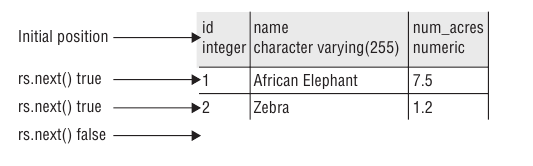 id name num_acres
Initial position integer character varying(255) numeric
rs.next() true 1 African Elephant 7.5
rs.next() true 2 Zebra 1.2
rs.next() false